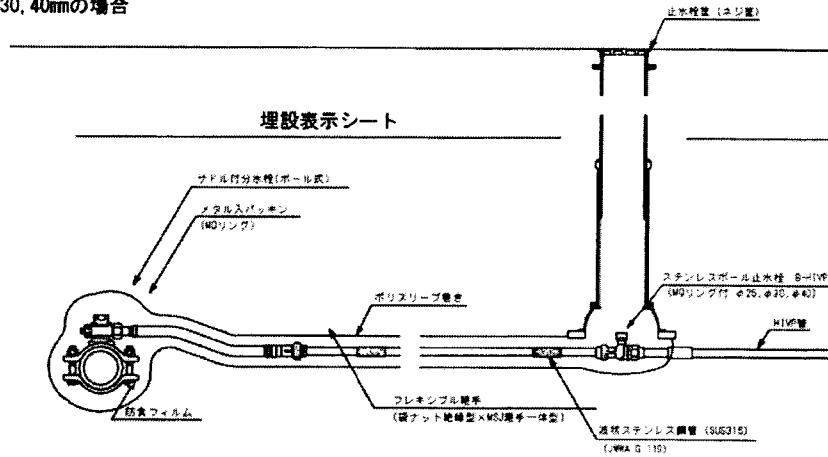 30,40mmの場合
止水栓筐 (ネジ筐)
埋設表示シート
サドル付分水栓(ボール式)
メタル入パッキン
(MQリング)
ステンレスボール止水栓 B-HIVP
(MQリング付 φ25,φ30,φ40)
ポリスリーブ巻き
HIVP管
フレキシブル継手
(袋ナット絶縁型×MSJ継手一体型)
防食フィルム
波状ステンレス鋼管 (SUS316)
(JWWA G 119)